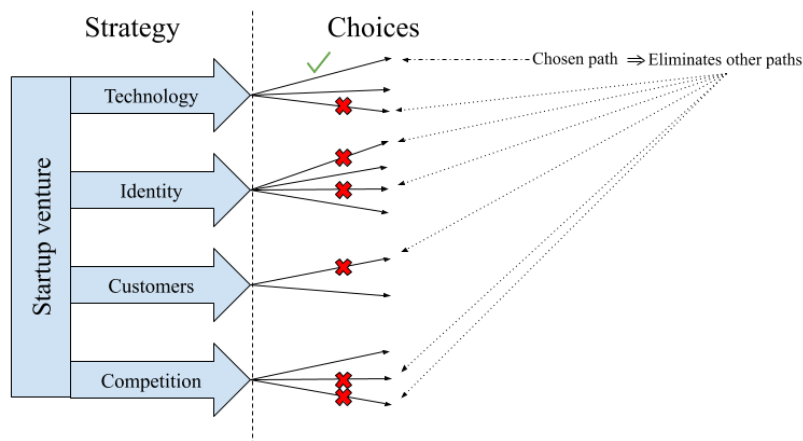 Strategy
Choices
Chosen path ⇒ Eliminates other paths
Technology
Identity
Startup venture
Customers
Competition